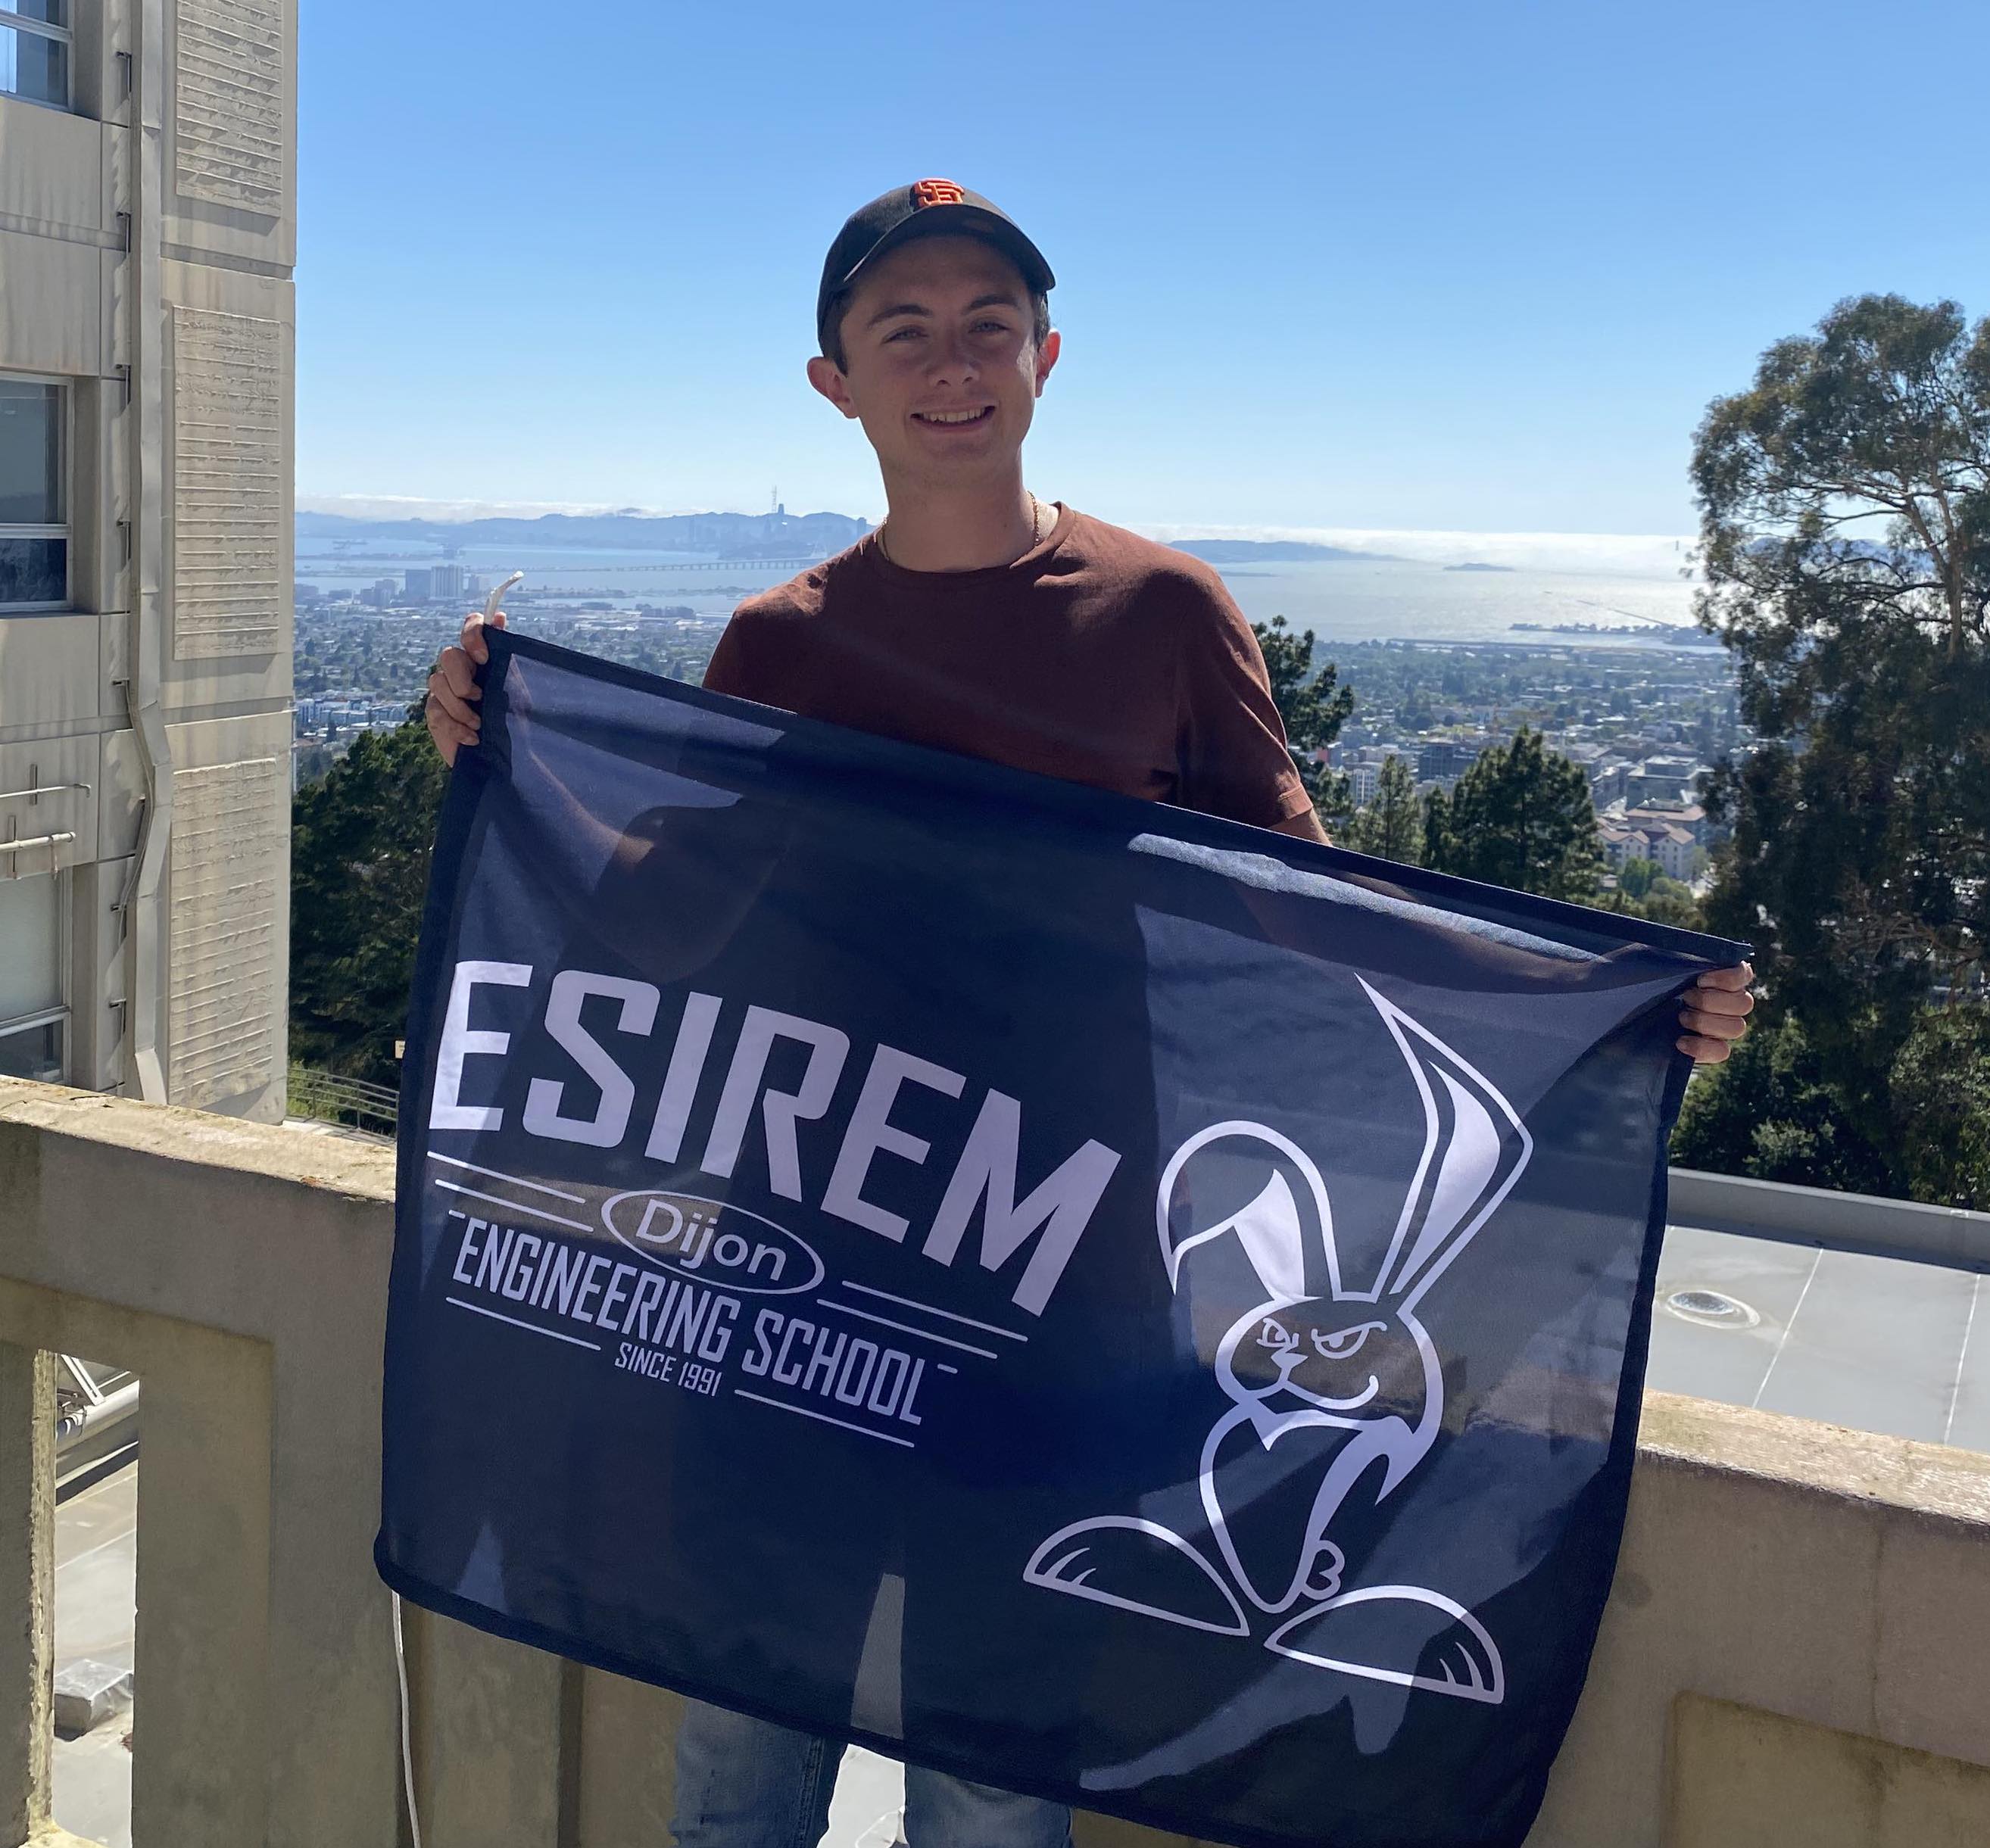 SF
ESIREM
Dijon
ENGINEERING SCHOOL
SINCE 1991